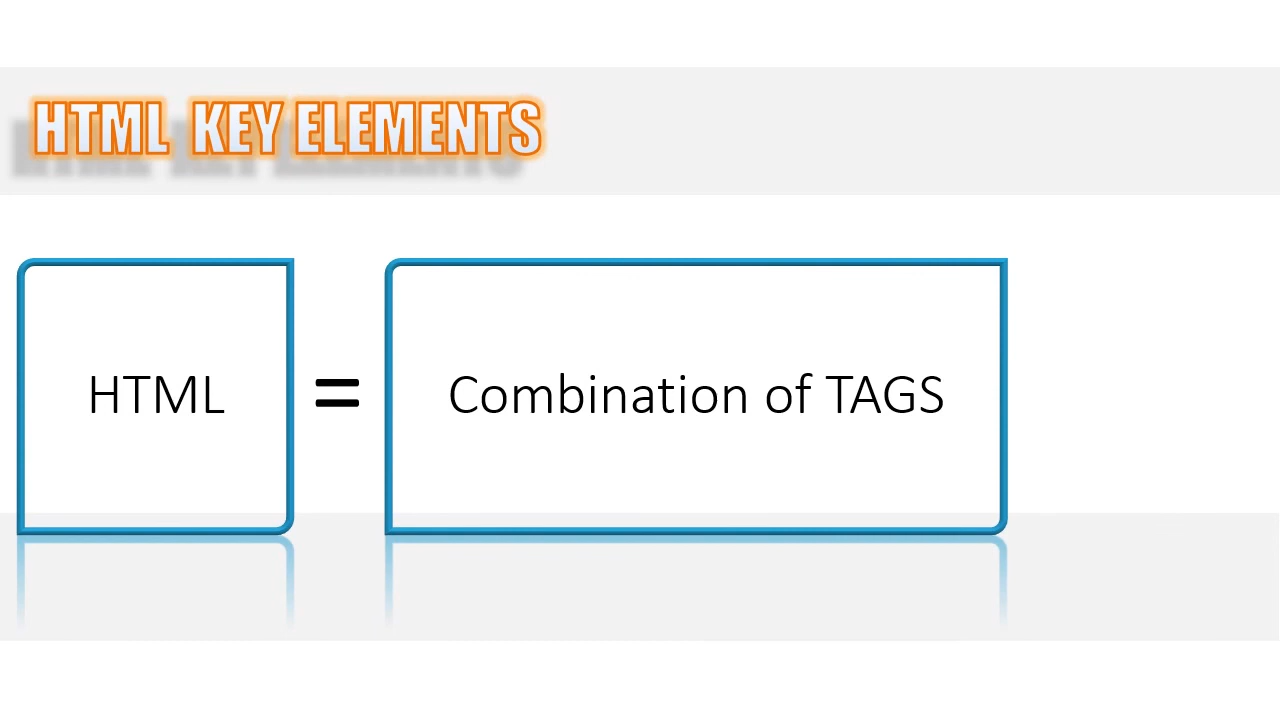 HTML KEY ELEMENTS
HTML = Combination of TAGS